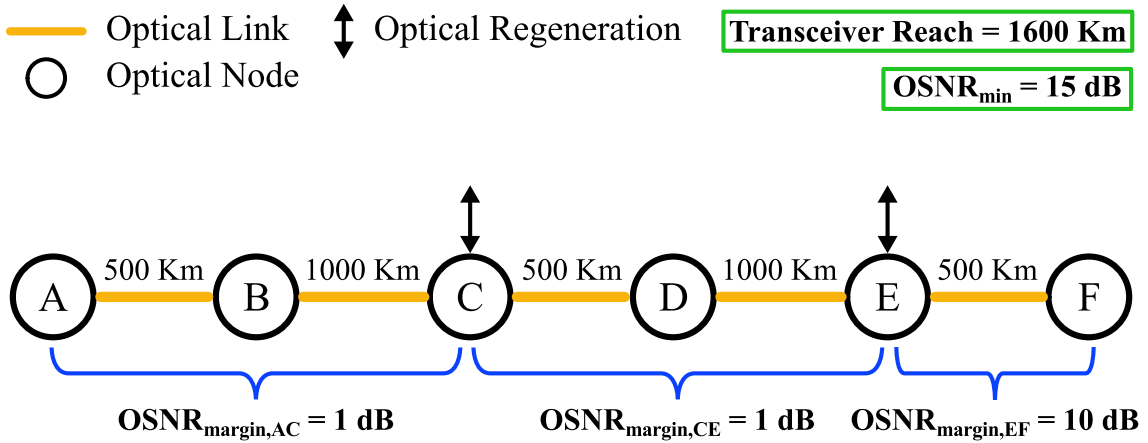 Optical Link
Optical Regeneration
Transceiver Reach = 1600 Km
Optical Node
OSNRmin = 15 dB
500 Km
1000 Km
500 Km
1000 Km
500 Km
A
B
C
D
E
F
OSNRmargin,AC = 1 dB
OSNRmargin,CE = 1 dB
OSNRmargin,EF = 10 dB